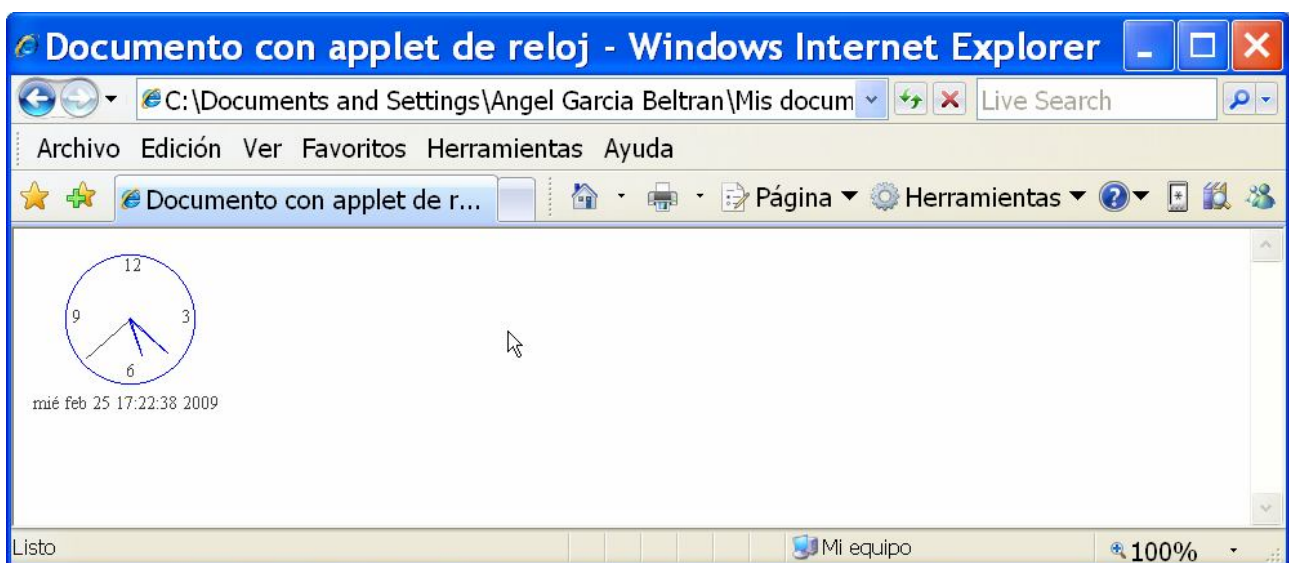 Documento con applet de reloj - Windows Internet Explorer
C:\Documents and Settings\Angel Garcia Beltran\Mis docum
Live Search
Archivo Edición Ver Favoritos Herramientas Ayuda
Documento con applet de r...
Página
Herramientas
12
9
3
6
mié feb 25 17:22:38 2009
Listo
Mi equipo
100%